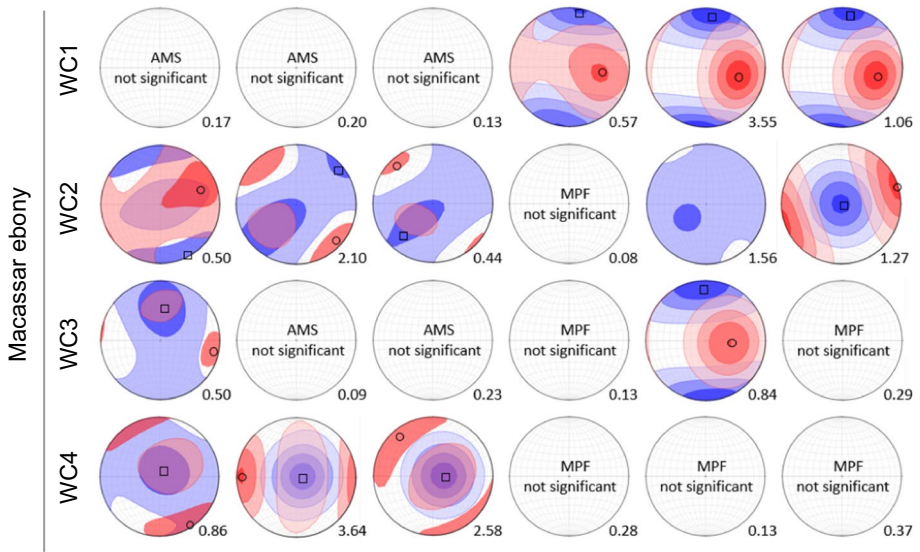 Macassar ebony
WC1
AMS
not significant
0.17
AMS
not significant
0.20
AMS
not significant
0.13
0.57
3.55
1.06
WC2
0.50
2.10
0.44
MPF
not significant
0.08
1.56
1.27
WC3
0.50
AMS
not significant
0.09
AMS
not significant
0.23
MPF
not significant
0.13
0.84
MPF
not significant
0.29
WC4
0.86
3.64
2.58
MPF
not significant
0.28
MPF
not significant
0.13
MPF
not significant
0.37